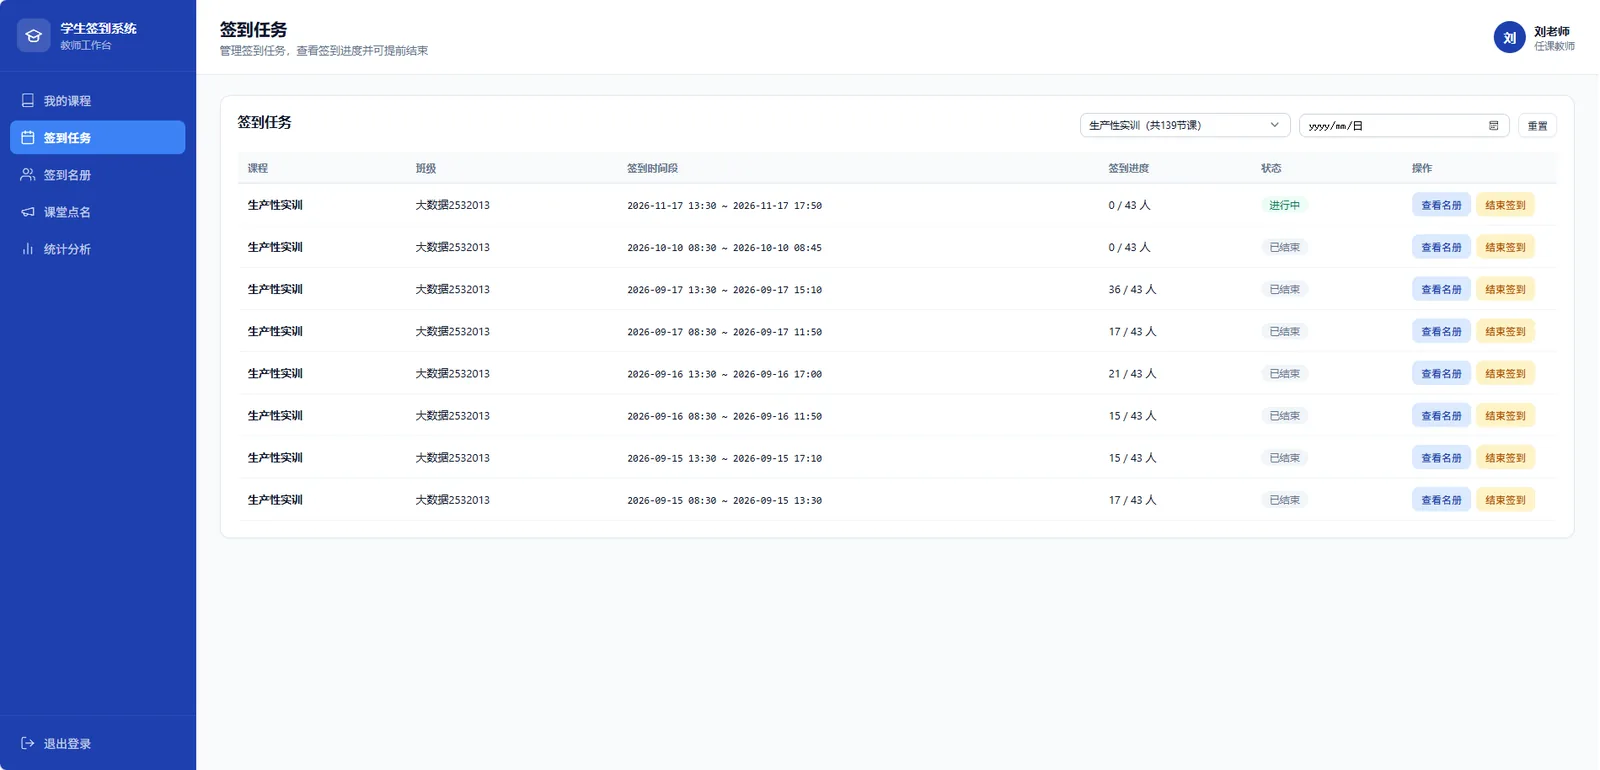 学生签到系统
教师工作台
我的课程
签到任务
签到名册
课堂点名
统计分析
退出登录
签到任务
管理签到任务，查看签到进度并可提前结束
刘
刘老师
任课教师
签到任务
生产性实训（共139节课）
yyyy/mm/日
重置
课程 班级 签到时间段 签到进度 状态 操作
生产性实训 大数据2532013 2026-11-17 13:30 ~ 2026-11-17 17:50 0 / 43 人 进行中 查看名册 结束签到
生产性实训 大数据2532013 2026-10-10 08:30 ~ 2026-10-10 08:45 0 / 43 人 已结束 查看名册 结束签到
生产性实训 大数据2532013 2026-09-17 13:30 ~ 2026-09-17 15:10 36 / 43 人 已结束 查看名册 结束签到
生产性实训 大数据2532013 2026-09-17 08:30 ~ 2026-09-17 11:50 17 / 43 人 已结束 查看名册 结束签到
生产性实训 大数据2532013 2026-09-16 13:30 ~ 2026-09-16 17:00 21 / 43 人 已结束 查看名册 结束签到
生产性实训 大数据2532013 2026-09-16 08:30 ~ 2026-09-16 11:50 15 / 43 人 已结束 查看名册 结束签到
生产性实训 大数据2532013 2026-09-15 13:30 ~ 2026-09-15 17:10 15 / 43 人 已结束 查看名册 结束签到
生产性实训 大数据2532013 2026-09-15 08:30 ~ 2026-09-15 13:30 17 / 43 人 已结束 查看名册 结束签到